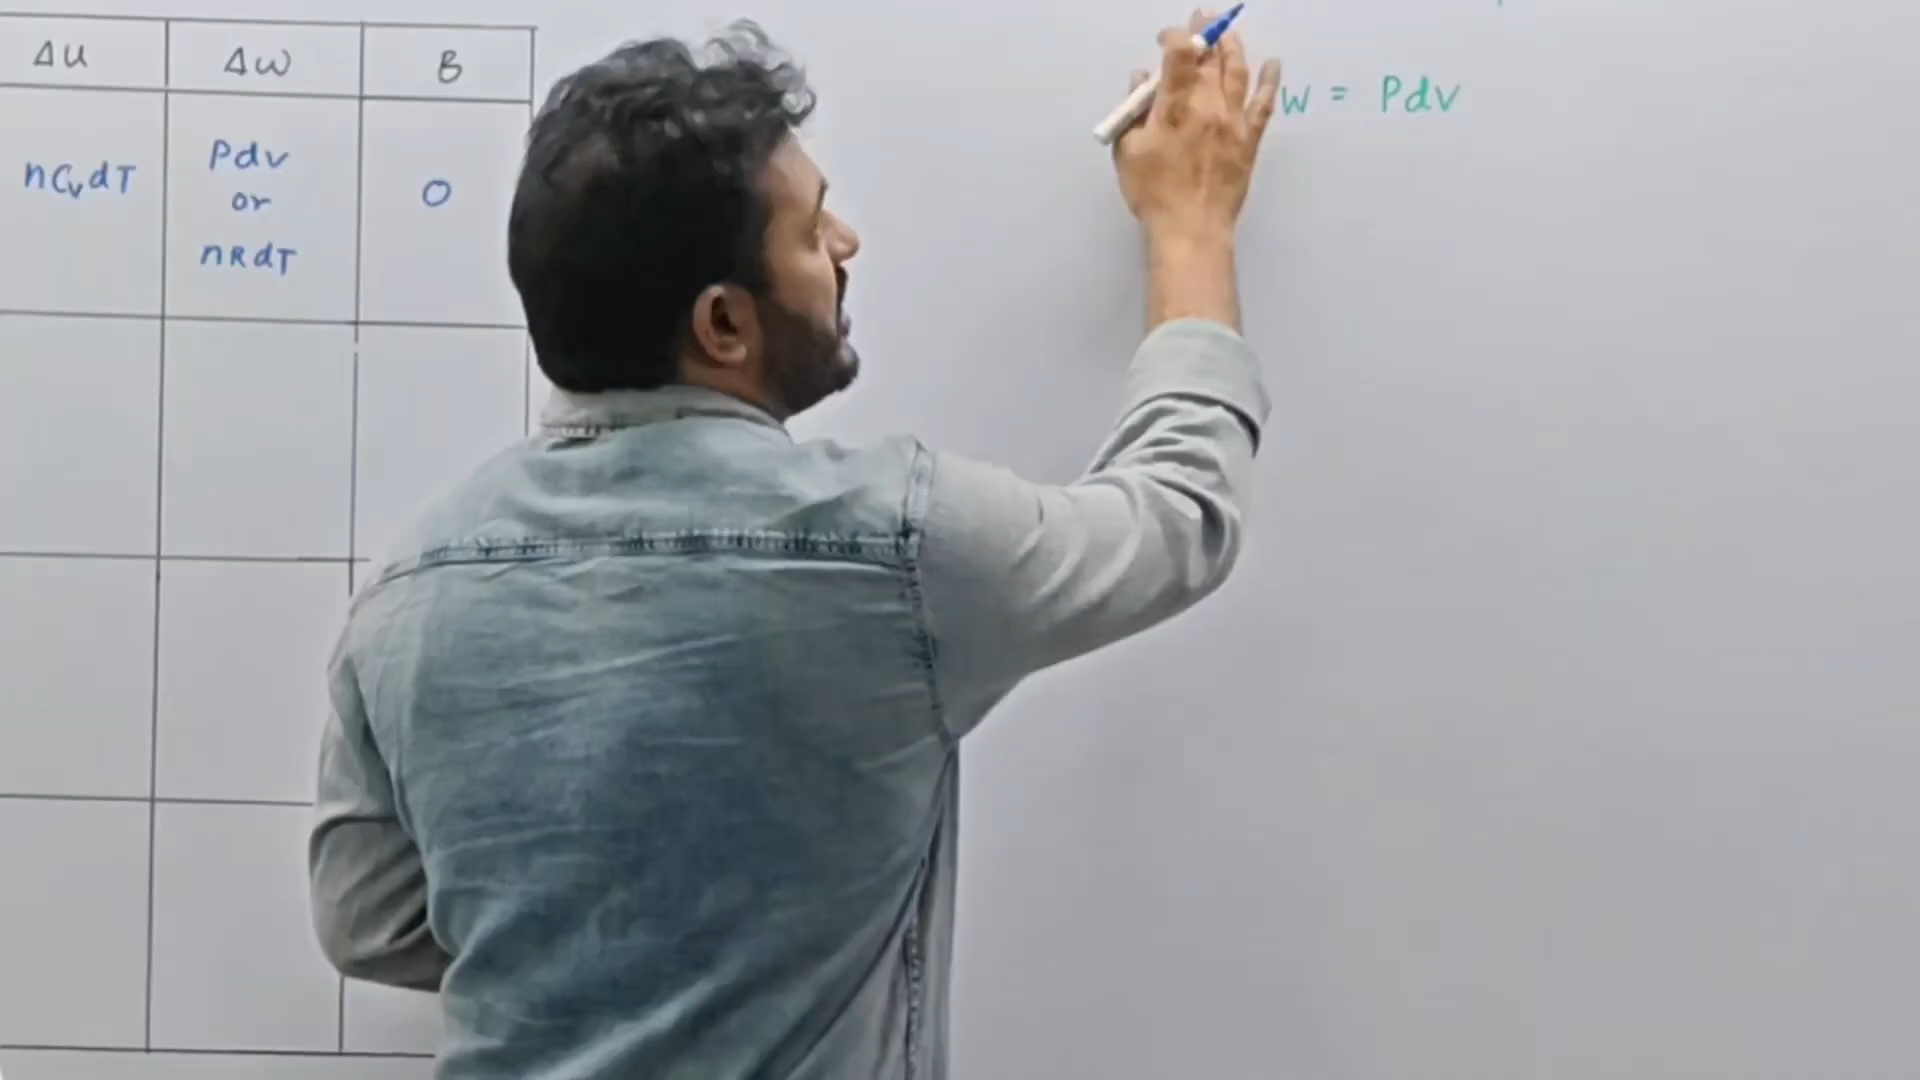 ΔU ΔW B
nCvdT Pdv or nRdT 0
W = Pdv